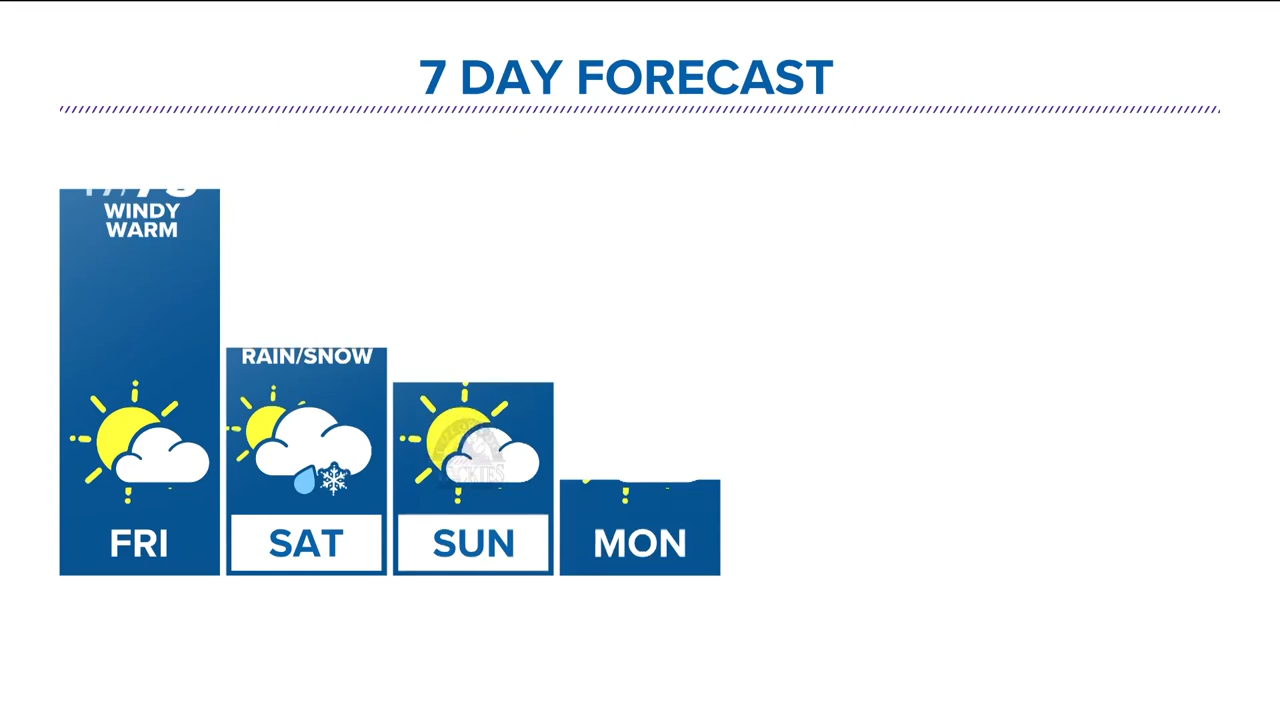 7 DAY FORECAST
WINDY
WARM
RAIN/SNOW
FRI
SAT
SUN
MON